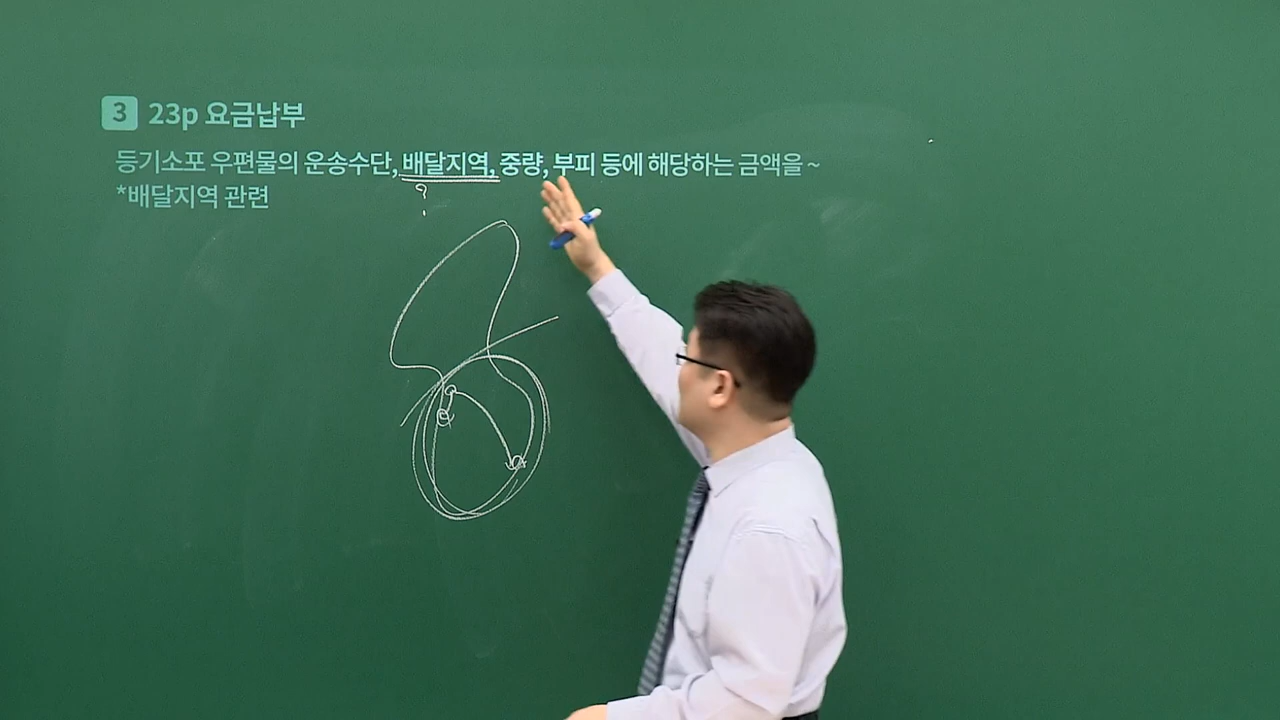 3 23p 요금납부
등기소포 우편물의 운송수단, 배달지역, 중량, 부피 등에 해당하는 금액을 ~
*배달지역 관련
?